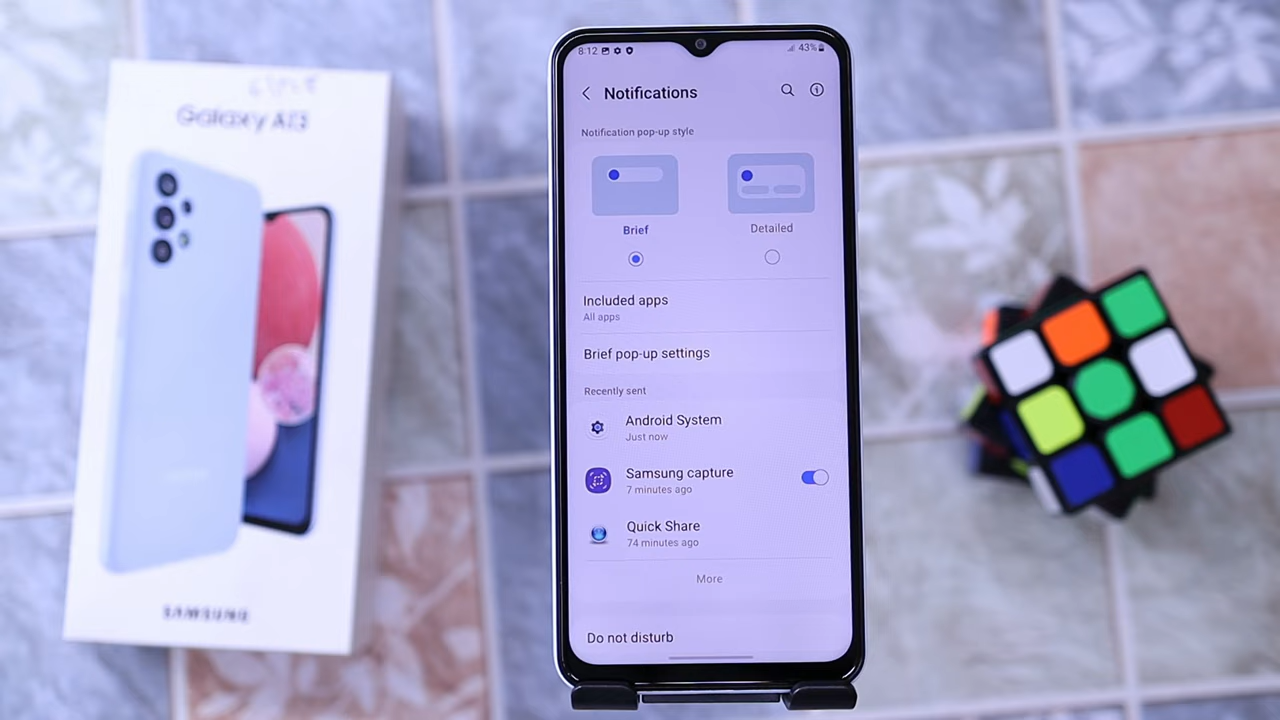 Galaxy A13
SAMSUNG
8:12
43%
Notifications
Notification pop-up style
Brief
Detailed
Included apps
All apps
Brief pop-up settings
Recently sent
Android System
Just now
Samsung capture
7 minutes ago
Quick Share
74 minutes ago
More
Do not disturb